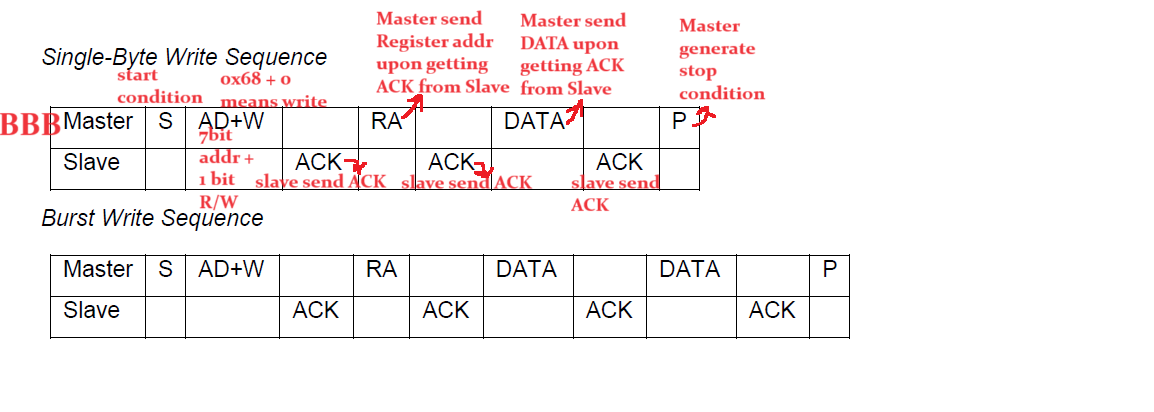 Single-Byte Write Sequence
start
condition
0x68 + 0
means write
Master send
Register addr
upon getting
ACK from Slave
Master send
DATA upon
getting ACK
from Slave
Master
generate
stop
condition
BBB
Master S AD+W RA DATA P
7bit
addr +
1 bit
R/W
Slave ACK ACK ACK
slave send ACK
slave send ACK
slave send
ACK
Burst Write Sequence
Master S AD+W RA DATA DATA P
Slave ACK ACK ACK ACK